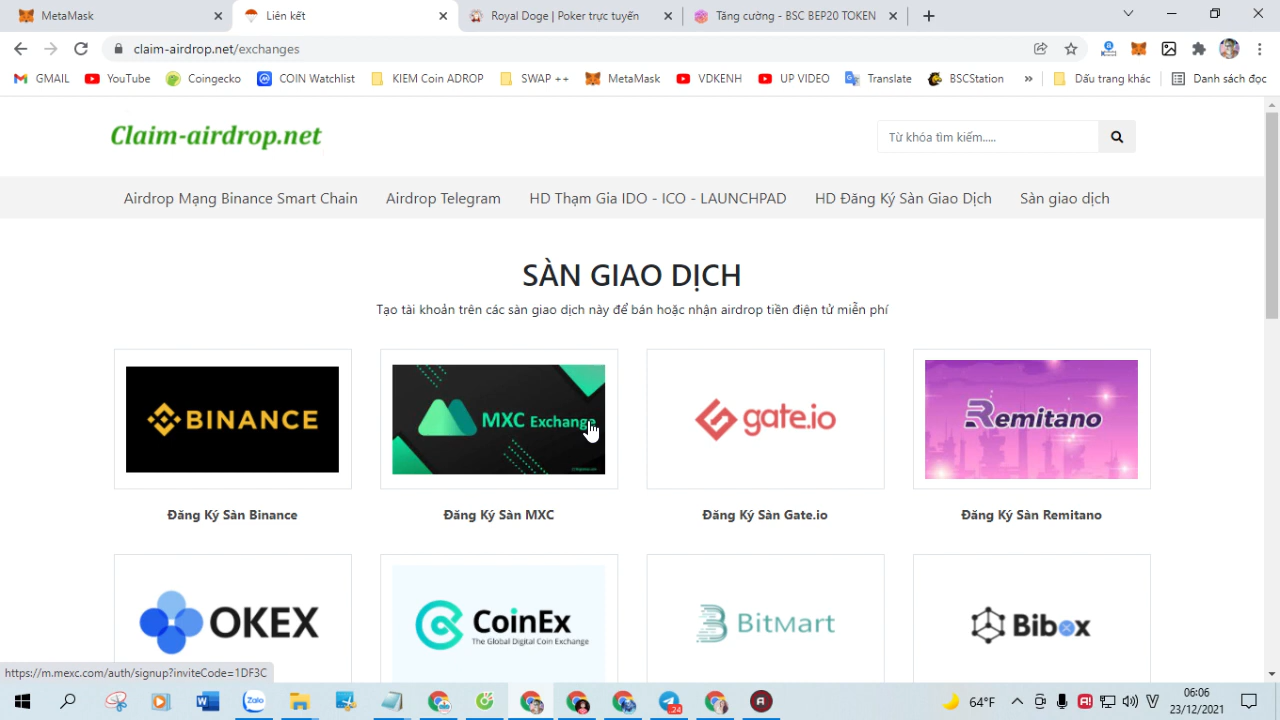 MetaMask
Liên kết
Royal Doge | Poker trực tuyến
Tăng cường - BSC BEP20 TOKEN
claim-airdrop.net/exchanges
GMAIL
YouTube
Coingecko
COIN Watchlist
KIEM Coin ADROP
SWAP ++
MetaMask
VDKENH
UP VIDEO
Translate
BSCStation
»
Dấu trang khác
Danh sách đọc
Claim-airdrop.net
Từ khóa tìm kiếm.....
Airdrop Mạng Binance Smart Chain
Airdrop Telegram
HD Thạm Gia IDO - ICO - LAUNCHPAD
HD Đăng Ký Sàn Giao Dịch
Sàn giao dịch
SÀN GIAO DỊCH
Tạo tài khoản trên các sàn giao dịch này để bán hoặc nhận airdrop tiền điện tử miễn phí
BINANCE
MXC Exchange
gate.io
Remitano
Đăng Ký Sàn Binance
Đăng Ký Sàn MXC
Đăng Ký Sàn Gate.io
Đăng Ký Sàn Remitano
OKEX
CoinEx
The Global Digital Coin Exchange
BitMart
Bibox
https://m.mexc.com/auth/signup?inviteCode=1DF3C
Zalo
24
64°F
06:06
23/12/2021